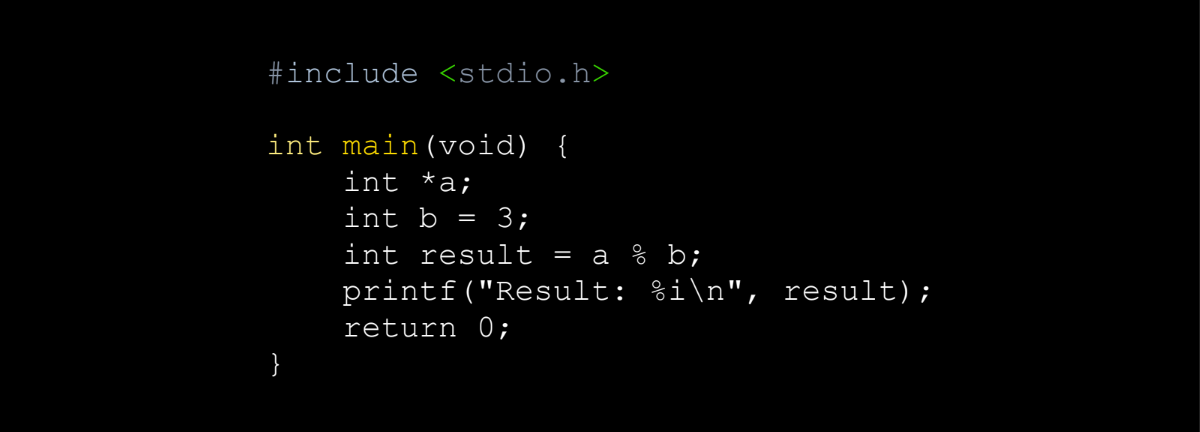 #include <stdio.h>
int main(void) {
int *a;
int b = 3;
int result = a % b;
printf("Result: %i\n", result);
return 0;
}